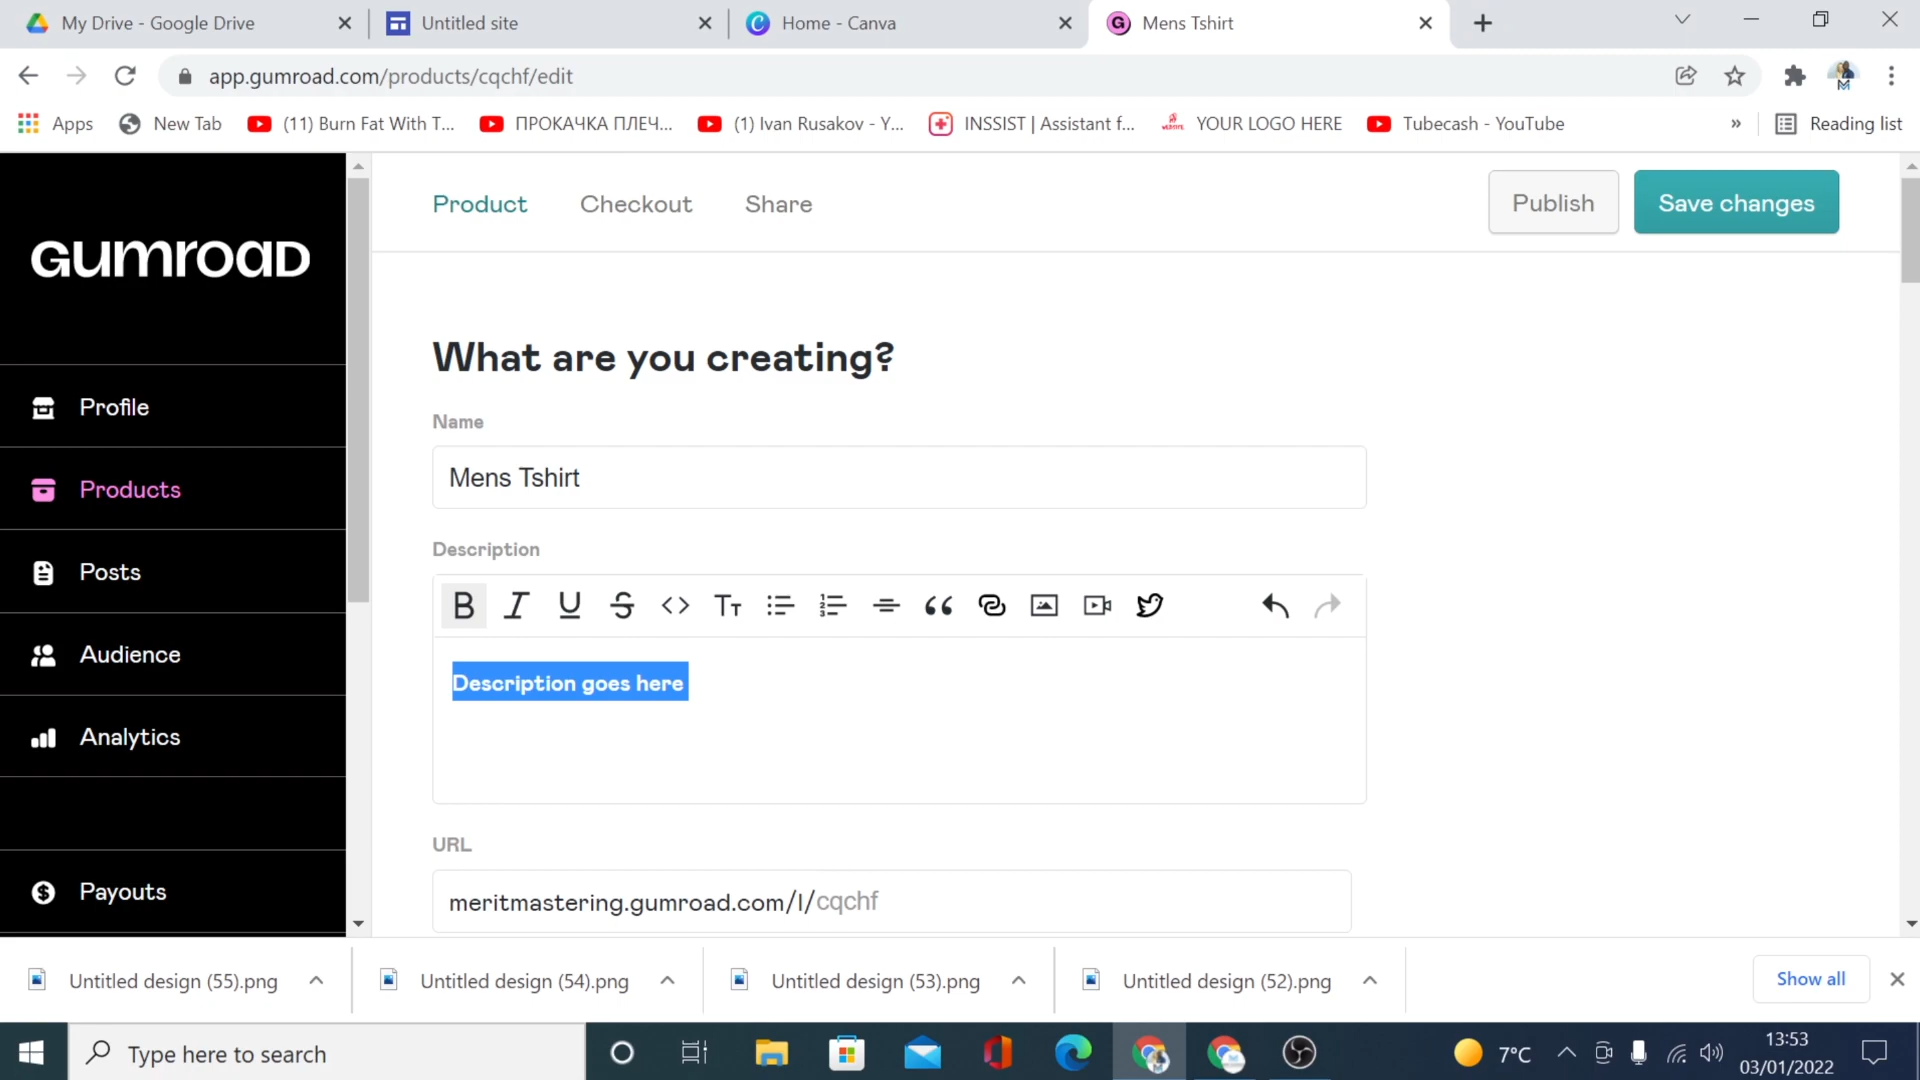 My Drive - Google Drive
Untitled site
Home - Canva
G
Mens Tshirt
app.gumroad.com/products/cqchf/edit
Apps
New Tab
(11) Burn Fat With T...
ПРОКАЧКА ПЛЕЧ...
(1) Ivan Rusakov - Y...
INSSIST | Assistant f...
YOUR LOGO HERE
Tubecash - YouTube
»
Reading list
GUMROAD
Product
Checkout
Share
Publish
Save changes
What are you creating?
Profile
Products
Posts
Audience
Analytics
Payouts
Name
Mens Tshirt
Description
B I U S <> TT
Description goes here
URL
meritmastering.gumroad.com/l/cqchf
Untitled design (55).png
Untitled design (54).png
Untitled design (53).png
Untitled design (52).png
Show all
Type here to search
7°C
13:53
03/01/2022